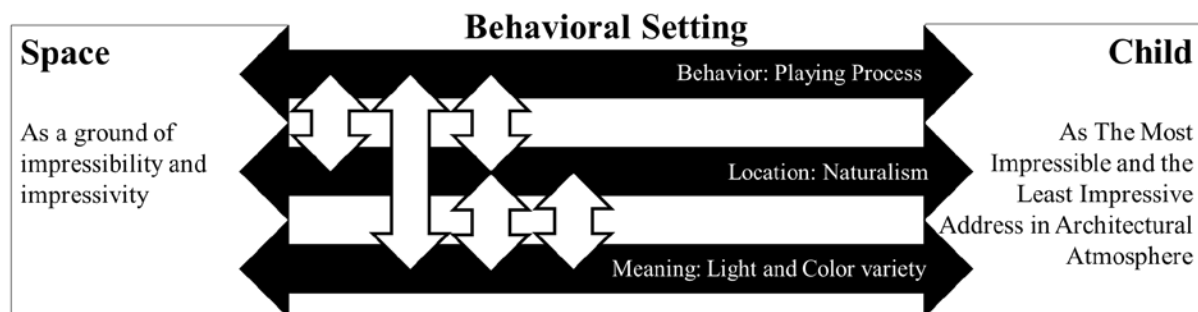 Behavioral Setting
Space
As a ground of
impressibility and
impressivity
Behavior: Playing Process
Location: Naturalism
Meaning: Light and Color variety
Child
As The Most
Impressible and the
Least Impressive
Address in Architectural
Atmosphere